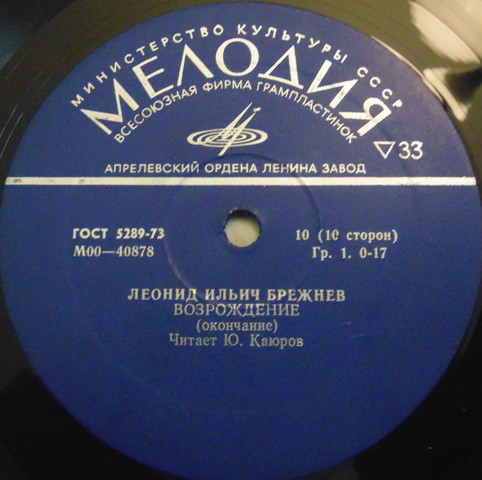 МИНИСТЕРСТВО КУЛЬТУРЫ СССР
МЕЛОДИЯ
ВСЕСОЮЗНАЯ ФИРМА ГРАМПЛАСТИНОК
▽33
АПРЕЛЕВСКИЙ ОРДЕНА ЛЕНИНА ЗАВОД
ГОСТ 5289-73
М00—40878
10 (10 сторон)
Гр. 1. 0-17
ЛЕОНИД ИЛЬИЧ БРЕЖНЕВ
ВОЗРОЖДЕНИЕ
(окончание)
Читает Ю. Каюров